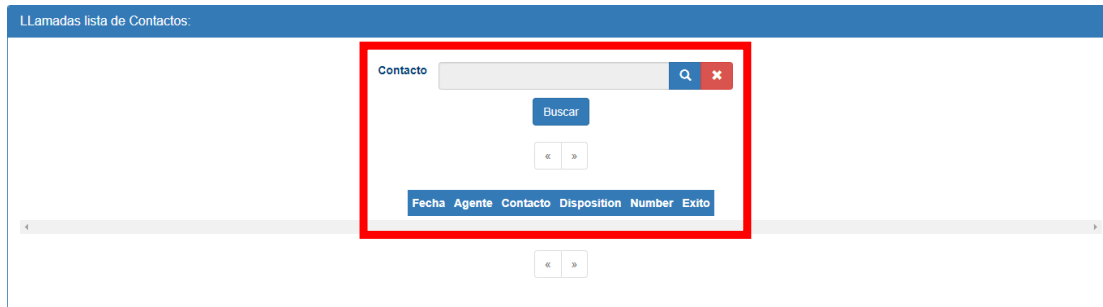 LLamadas lista de Contactos:
Contacto
Buscar
« »
Fecha Agente Contacto Disposition Number Exito
« »